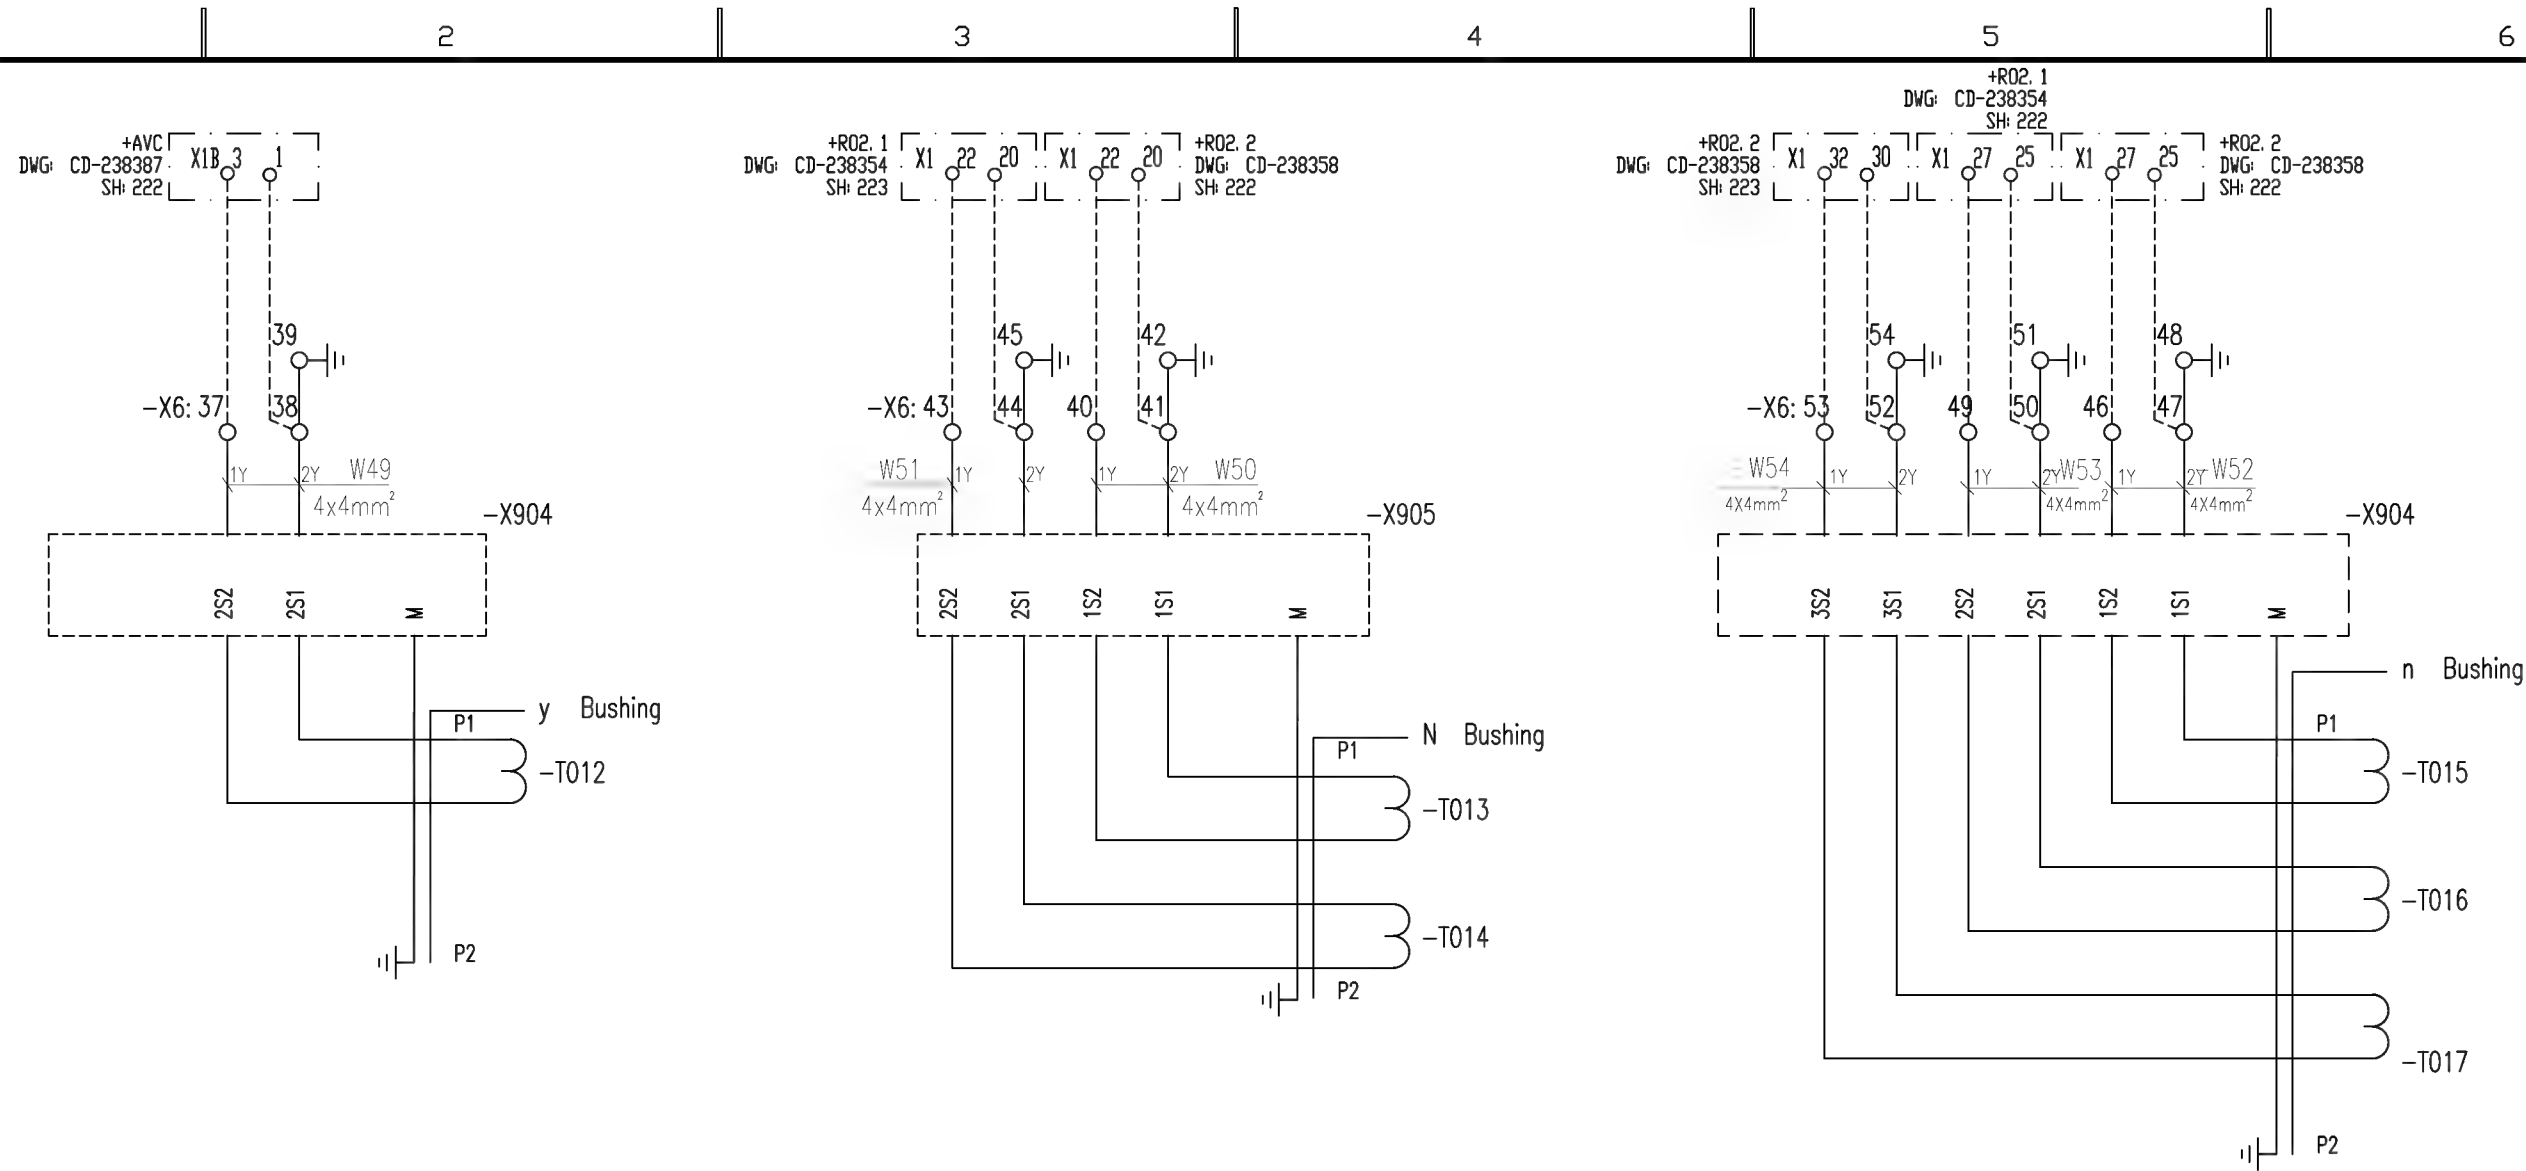 2 3 4 5 6
+AVC
DWG: CD-238387
SH: 222
X1B 3 1
39
-X6: 37 38
1Y 2Y W49
4x4mm²
-X904
2S2 2S1 M
y Bushing
P1
-T012
P2
+R02. 1
DWG: CD-238354
SH: 223
X1 22 20 X1 22 20
+R02. 2
DWG: CD-238358
SH: 222
45 42
-X6: 43 44 40 41
W51 1Y 2Y 1Y 2Y W50
4x4mm² 4x4mm²
-X905
2S2 2S1 1S2 1S1 M
N Bushing
P1
-T013
-T014
P2
+R02. 1
DWG: CD-238354
SH: 222
+R02. 2
DWG: CD-238358
SH: 223
X1 32 30 X1 27 25 X1 27 25
+R02. 2
DWG: CD-238358
SH: 222
54 51 48
-X6: 53 52 49 50 46 47
W54 1Y 2Y 1Y 2Y W53 1Y 2Y W52
4X4mm² 4X4mm² 4X4mm²
-X904
3S2 3S1 2S2 2S1 1S2 1S1 M
n Bushing
P1
-T015
-T016
-T017
P2